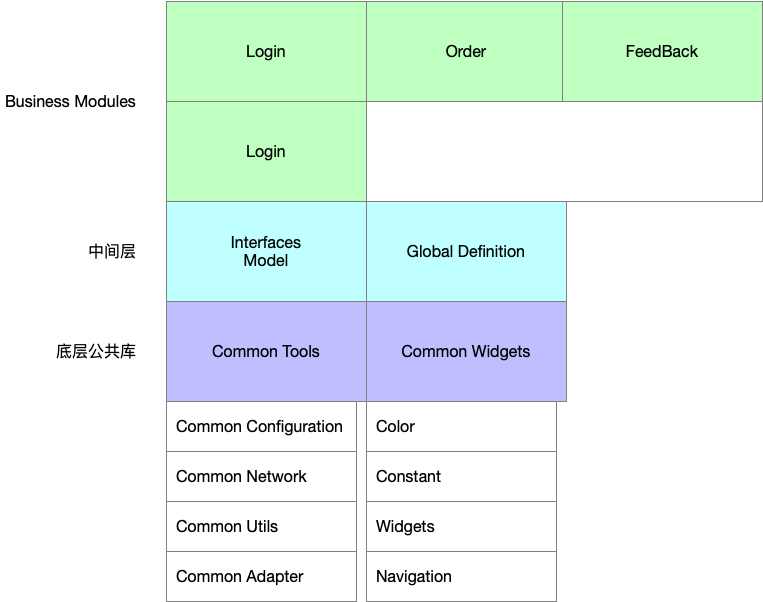 Login
Order
FeedBack
Business Modules
Login
中间层
Interfaces
Model
Global Definition
底层公共库
Common Tools
Common Widgets
Common Configuration
Color
Common Network
Constant
Common Utils
Widgets
Common Adapter
Navigation